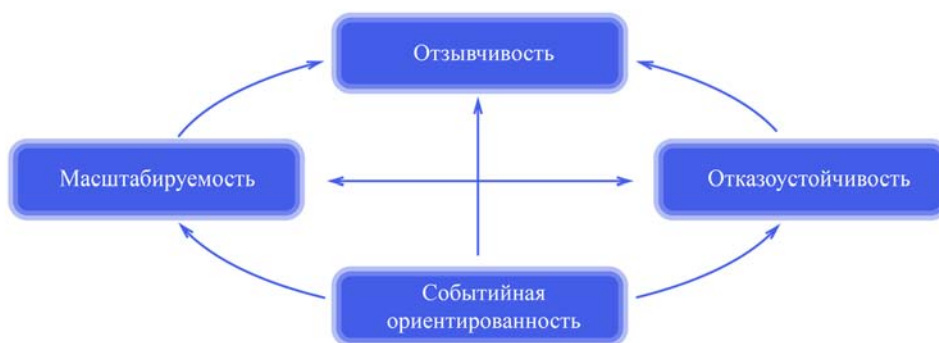 Отзывчивость
Масштабируемость
Отказоустойчивость
Событийная
ориентированность